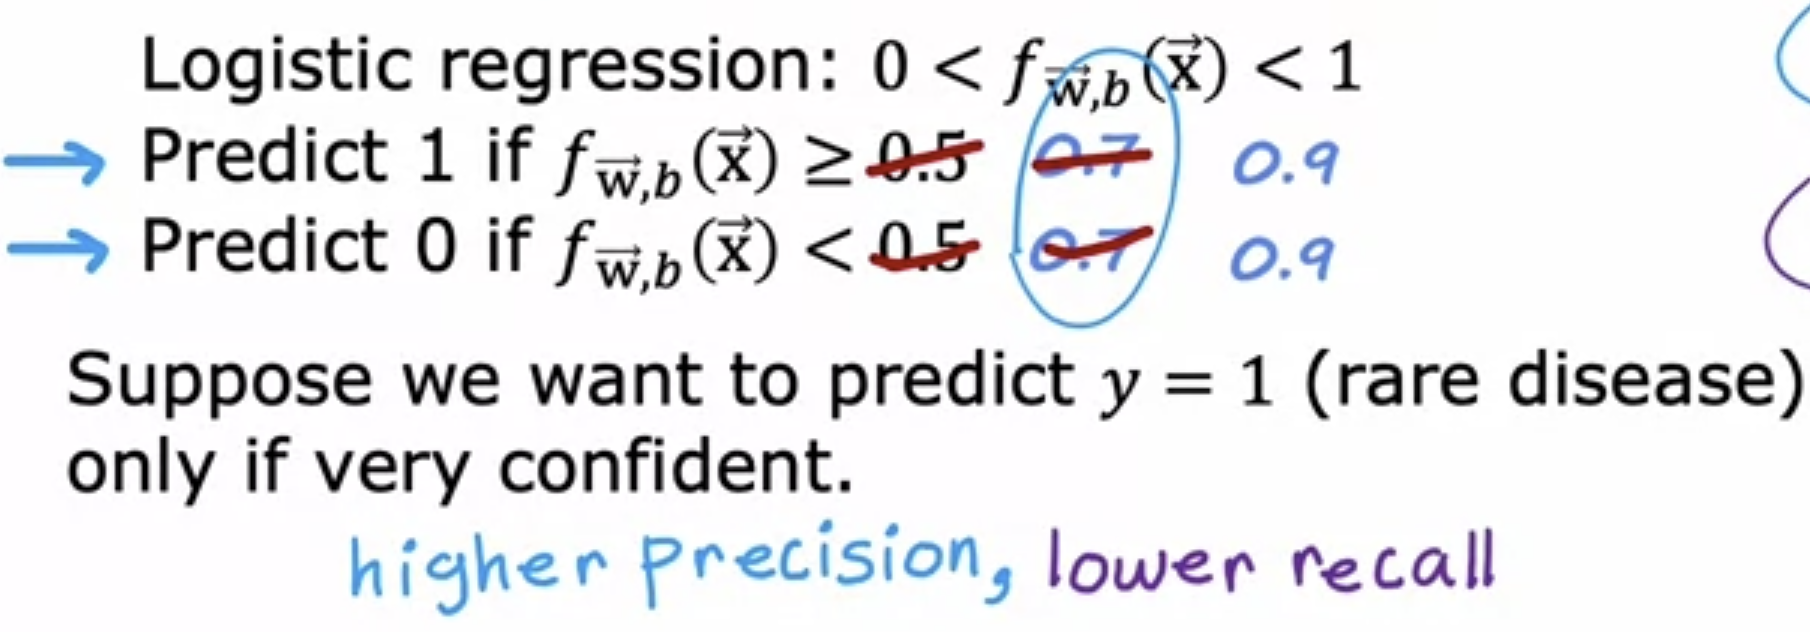 Logistic regression: 0 < f_{\vec{w},b}(\vec{x}) < 1
Predict 1 if f_{\vec{w},b}(\vec{x}) ≥ 0.5 0.7 0.9
Predict 0 if f_{\vec{w},b}(\vec{x}) < 0.5 0.7 0.9
Suppose we want to predict y = 1 (rare disease)
only if very confident.
higher precision, lower recall